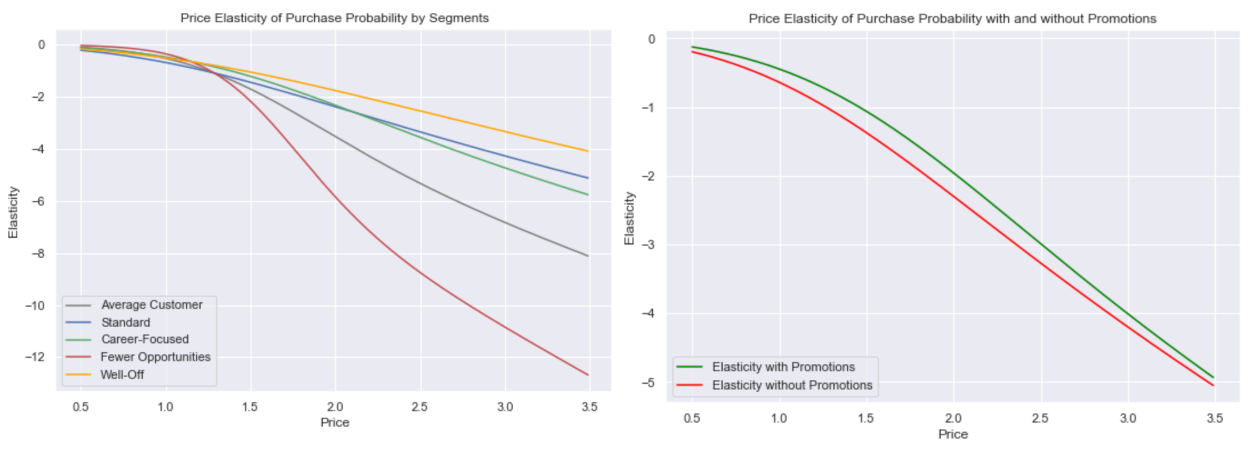 Price Elasticity of Purchase Probability by Segments
Elasticity
0
−2
−4
−6
−8
−10
−12
Average Customer
Standard
Career-Focused
Fewer Opportunities
Well-Off
0.5 1.0 1.5 2.0 2.5 3.0 3.5
Price
Price Elasticity of Purchase Probability with and without Promotions
Elasticity
0
−1
−2
−3
−4
−5
Elasticity with Promotions
Elasticity without Promotions
0.5 1.0 1.5 2.0 2.5 3.0 3.5
Price